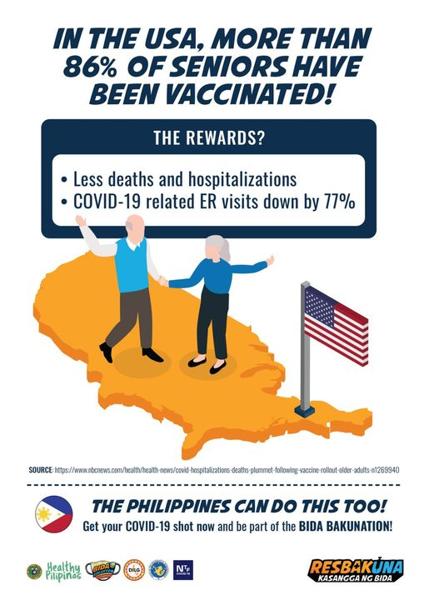 IN THE USA, MORE THAN
86% OF SENIORS HAVE
BEEN VACCINATED!
THE REWARDS?
• Less deaths and hospitalizations
• COVID-19 related ER visits down by 77%
SOURCE: https://www.nbcnews.com/health/health-news/covid-hospitalizations-deaths-plummet-following-vaccine-rollout-older-adults-n1269940
THE PHILIPPINES CAN DO THIS TOO!
Get your COVID-19 shot now and be part of the BIDA BAKUNATION!
Healthy
Pilipinas
BIDA
DILG
RESBAKUNA
KASANGGA NG BIDA